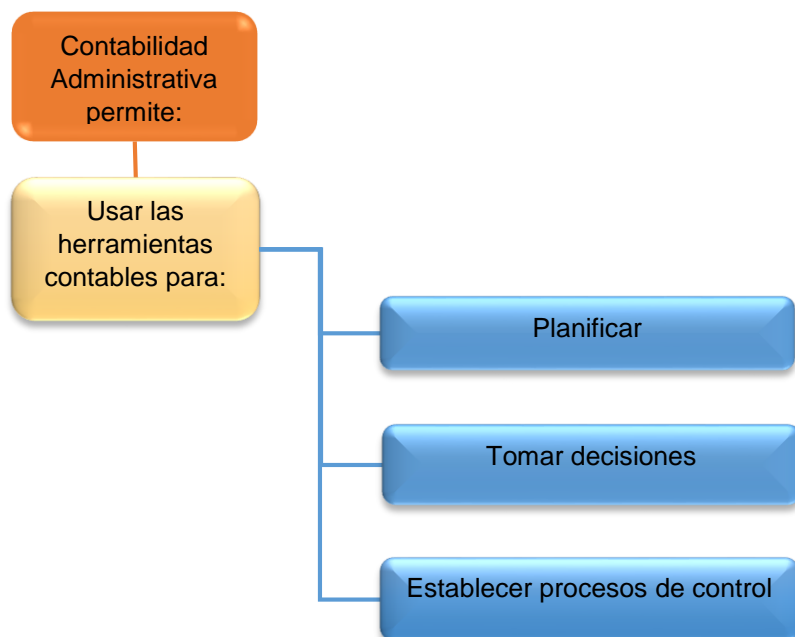 Contabilidad
Administrativa
permite:
Usar las
herramientas
contables para:
Planificar
Tomar decisiones
Establecer procesos de control